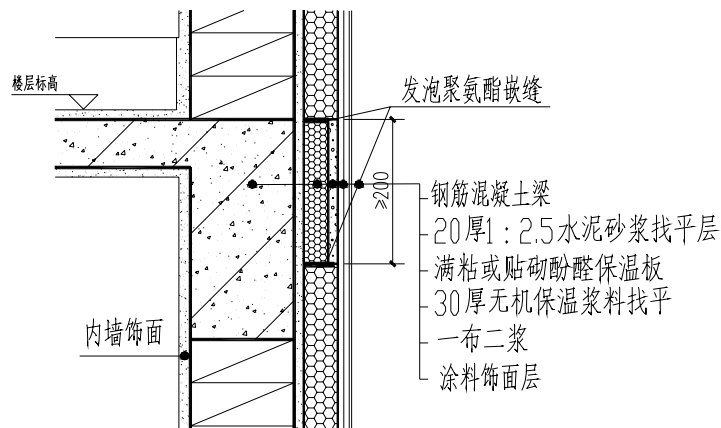 楼层标高
发泡聚氨酯嵌缝
≥200
钢筋混凝土梁
20厚1：2.5水泥砂浆找平层
满粘或贴砌酚醛保温板
30厚无机保温浆料找平
一布二浆
涂料饰面层
内墙饰面